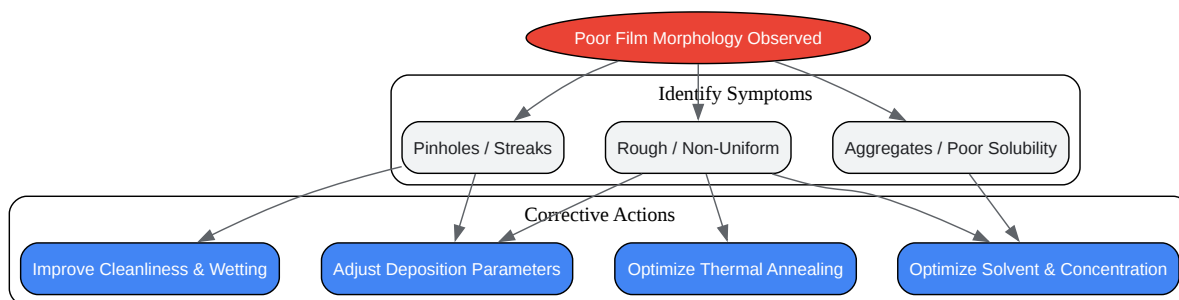 Poor Film Morphology Observed
Identify Symptoms
Pinholes / Streaks
Rough / Non-Uniform
Aggregates / Poor Solubility
Corrective Actions
Improve Cleanliness & Wetting
Adjust Deposition Parameters
Optimize Thermal Annealing
Optimize Solvent & Concentration